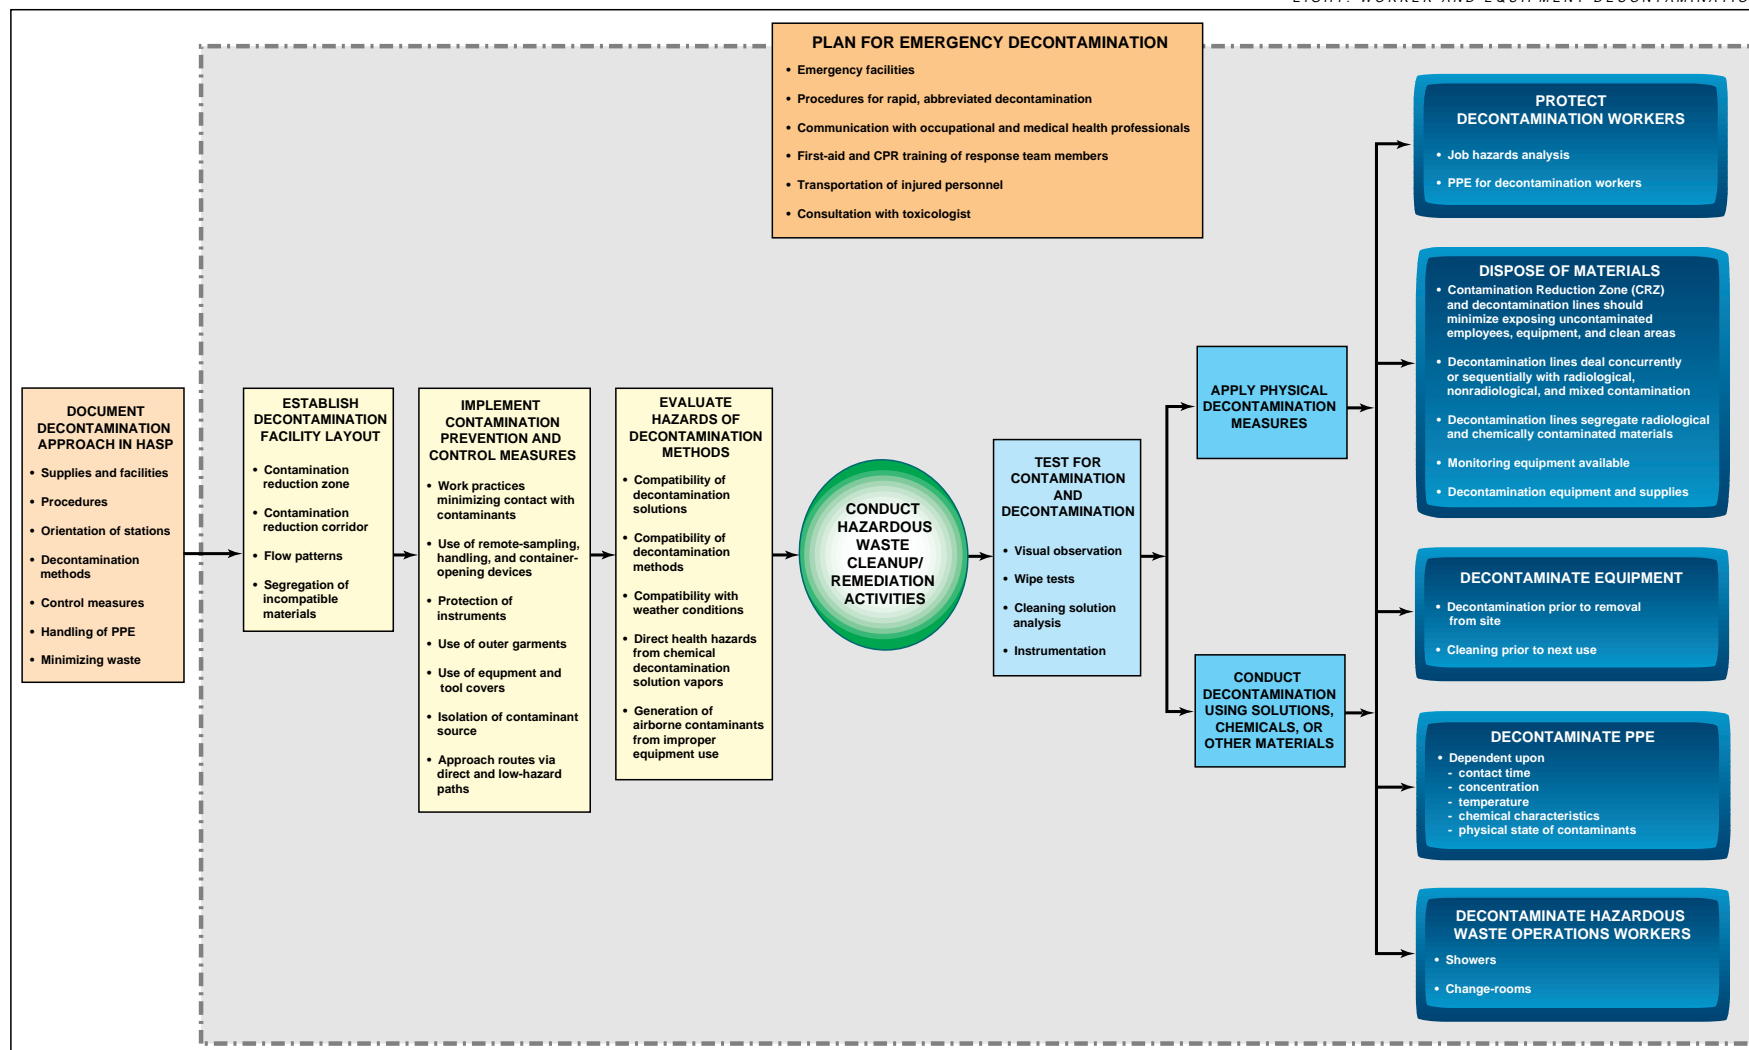 EIGHT: WORKER AND EQUIPMENT DECONTAMINATION
PLAN FOR EMERGENCY DECONTAMINATION
• Emergency facilities
• Procedures for rapid, abbreviated decontamination
• Communication with occupational and medical health professionals
• First-aid and CPR training of response team members
• Transportation of injured personnel
• Consultation with toxicologist
DOCUMENT
DECONTAMINATION
APPROACH IN HASP
• Supplies and facilities
• Procedures
• Orientation of stations
• Decontamination
methods
• Control measures
• Handling of PPE
• Minimizing waste
ESTABLISH
DECONTAMINATION
FACILITY LAYOUT
• Contamination
reduction zone
• Contamination
reduction corridor
• Flow patterns
• Segregation of
incompatible
materials
IMPLEMENT
CONTAMINATION
PREVENTION AND
CONTROL MEASURES
• Work practices
minimizing contact with
contaminants
• Use of remote-sampling,
handling, and container-
opening devices
• Protection of
instruments
• Use of outer garments
• Use of equpment and
tool covers
• Isolation of contaminant
source
• Approach routes via
direct and low-hazard
paths
EVALUATE
HAZARDS OF
DECONTAMINATION
METHODS
• Compatibility of
decontamination
solutions
• Compatibility of
decontamination
methods
• Compatibility with
weather conditions
• Direct health hazards
from chemical
decontamination
solution vapors
• Generation of
airborne contaminants
from improper
equipment use
CONDUCT
HAZARDOUS
WASTE
CLEANUP/
REMEDIATION
ACTIVITIES
TEST FOR
CONTAMINATION
AND
DECONTAMINATION
• Visual observation
• Wipe tests
• Cleaning solution
analysis
• Instrumentation
APPLY PHYSICAL
DECONTAMINATION
MEASURES
CONDUCT
DECONTAMINATION
USING SOLUTIONS,
CHEMICALS, OR
OTHER MATERIALS
PROTECT
DECONTAMINATION WORKERS
• Job hazards analysis
• PPE for decontamination workers
DISPOSE OF MATERIALS
• Contamination Reduction Zone (CRZ)
and decontamination lines should
minimize exposing uncontaminated
employees, equipment, and clean areas
• Decontamination lines deal concurrently
or sequentially with radiological,
nonradiological, and mixed contamination
• Decontamination lines segregate radiological
and chemically contaminated materials
• Monitoring equipment available
• Decontamination equipment and supplies
DECONTAMINATE EQUIPMENT
• Decontamination prior to removal
from site
• Cleaning prior to next use
DECONTAMINATE PPE
• Dependent upon
- contact time
- concentration
- temperature
- chemical characteristics
- physical state of contaminants
DECONTAMINATE HAZARDOUS
WASTE OPERATIONS WORKERS
• Showers
• Change-rooms